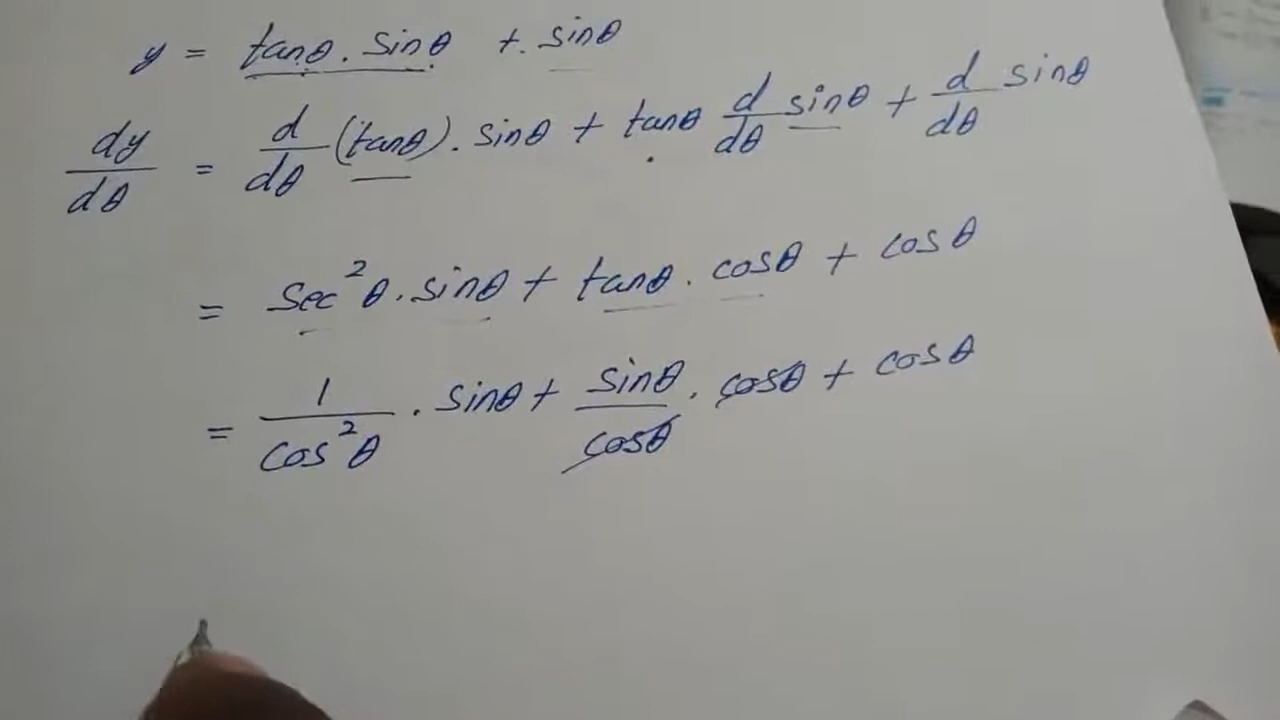 y = tanθ . sinθ + sinθ
dy/dθ = d/dθ (tanθ) . sinθ + tanθ d/dθ sinθ + d/dθ sinθ
= sec²θ . sinθ + tanθ . cosθ + cosθ
= 1/cos²θ . sinθ + sinθ/cosθ . cosθ + cosθ